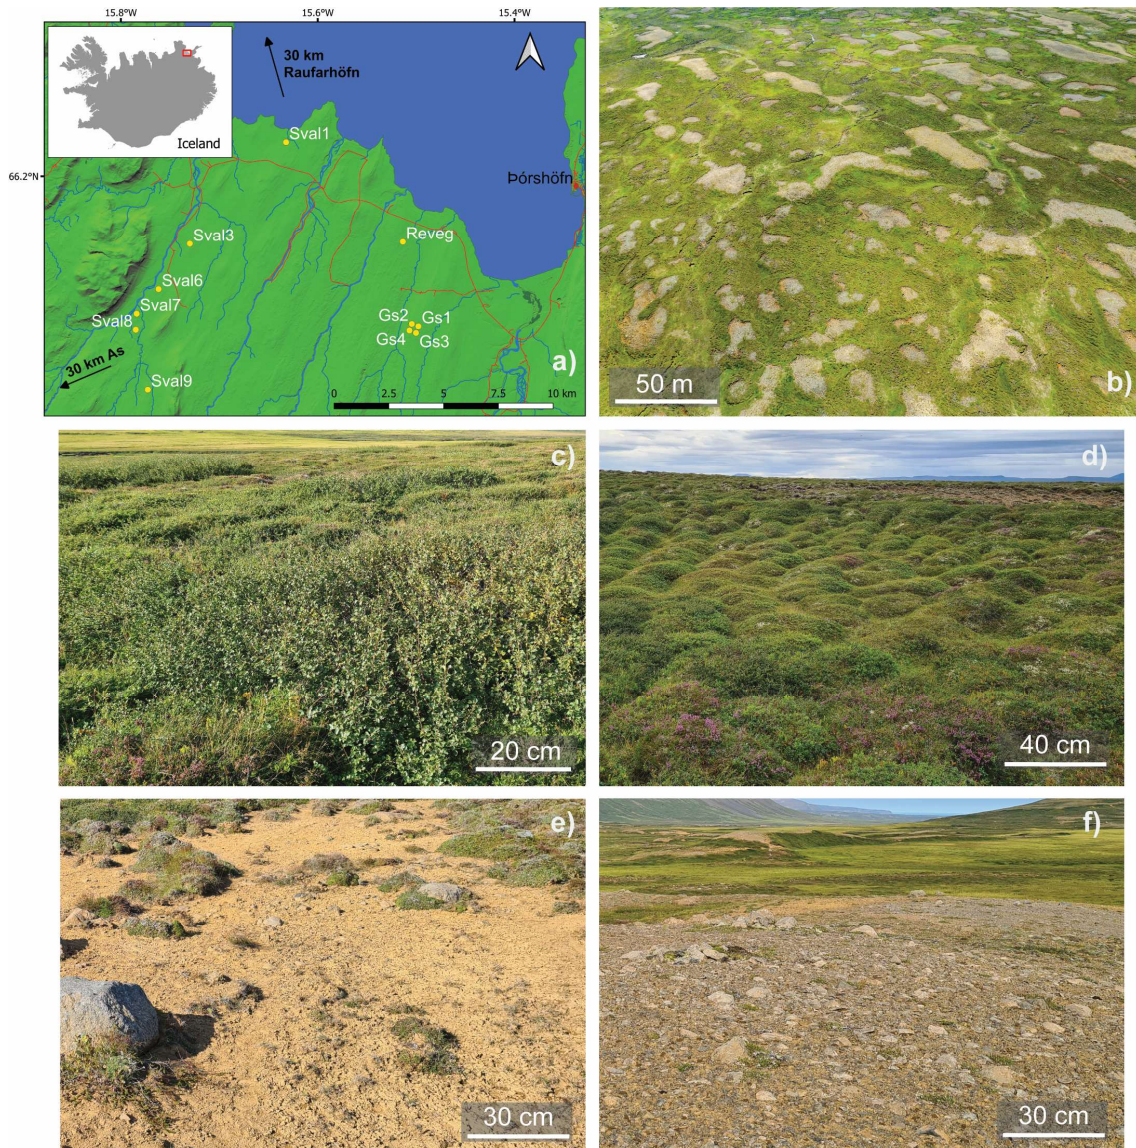 15.8°W
15.6°W
15.4°W
30 km
Raufarhöfn
Iceland
Sval1
66.2°N
Þórshöfn
Sval3
Reveg
Sval6
Sval7
Sval8
Gs2
Gs1
Gs4
Gs3
30 km As
Sval9
a)
0
2.5
5
7.5
10 km
50 m
b)
c)
20 cm
d)
40 cm
e)
30 cm
f)
30 cm